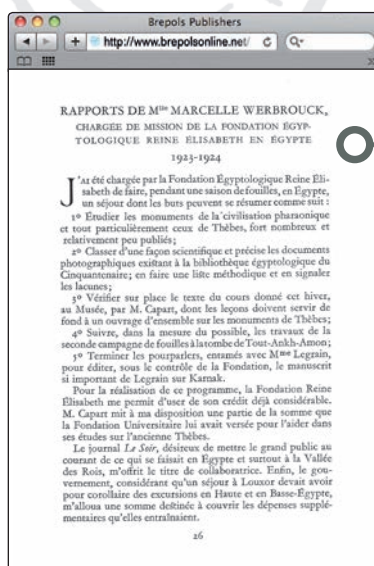 Brepols Publishers
http://www.brepolsonline.net/
RAPPORTS DE Mlle MARCELLE WERBROUCK,
CHARGÉE DE MISSION DE LA FONDATION ÉGYP-
TOLOGIQUE REINE ÉLISABETH EN ÉGYPTE
1923-1924
J'AI été chargée par la Fondation Égyptologique Reine Éli-
sabeth de faire, pendant une saison de fouilles, en Égypte,
un séjour dont les buts peuvent se résumer comme suit :
1º Étudier les monuments de la civilisation pharaonique
et tout particulièrement ceux de Thèbes, fort nombreux et
relativement peu publiés;
2º Classer d'une façon scientifique et précise les documents
photographiques existant à la bibliothèque égyptologique du
Cinquantenaire; en faire une liste méthodique et en signaler
les lacunes;
3º Vérifier sur place le texte du cours donné cet hiver,
au Musée, par M. Capart, dont les leçons doivent servir de
fond à un ouvrage d'ensemble sur les monuments de Thèbes;
4º Suivre, dans la mesure du possible, les travaux de la
seconde campagne de fouilles à la tombe de Tout-Ankh-Amon;
5º Terminer les pourparlers, entamés avec Mme Legrain,
pour éditer, sous le contrôle de la Fondation, le manuscrit
si important de Legrain sur Karnak.
Pour la réalisation de ce programme, la Fondation Reine
Élisabeth me permit d'user de son crédit déjà considérable.
M. Capart mit à ma disposition une partie de la somme que
la Fondation Universitaire lui avait versée pour l'aider dans
ses études sur l'ancienne Thèbes.
Le journal Le Soir, désireux de mettre le grand public au
courant de ce qui se faisait en Égypte et surtout à la Vallée
des Rois, m'offrit le titre de collaboratrice. Enfin, le gou-
vernement, considérant qu'un séjour à Louxor devait avoir
pour corollaire des excursions en Haute et en Basse-Égypte,
m'alloua une somme destinée à couvrir les dépenses supplé-
mentaires qu'elles entraînaient.
26